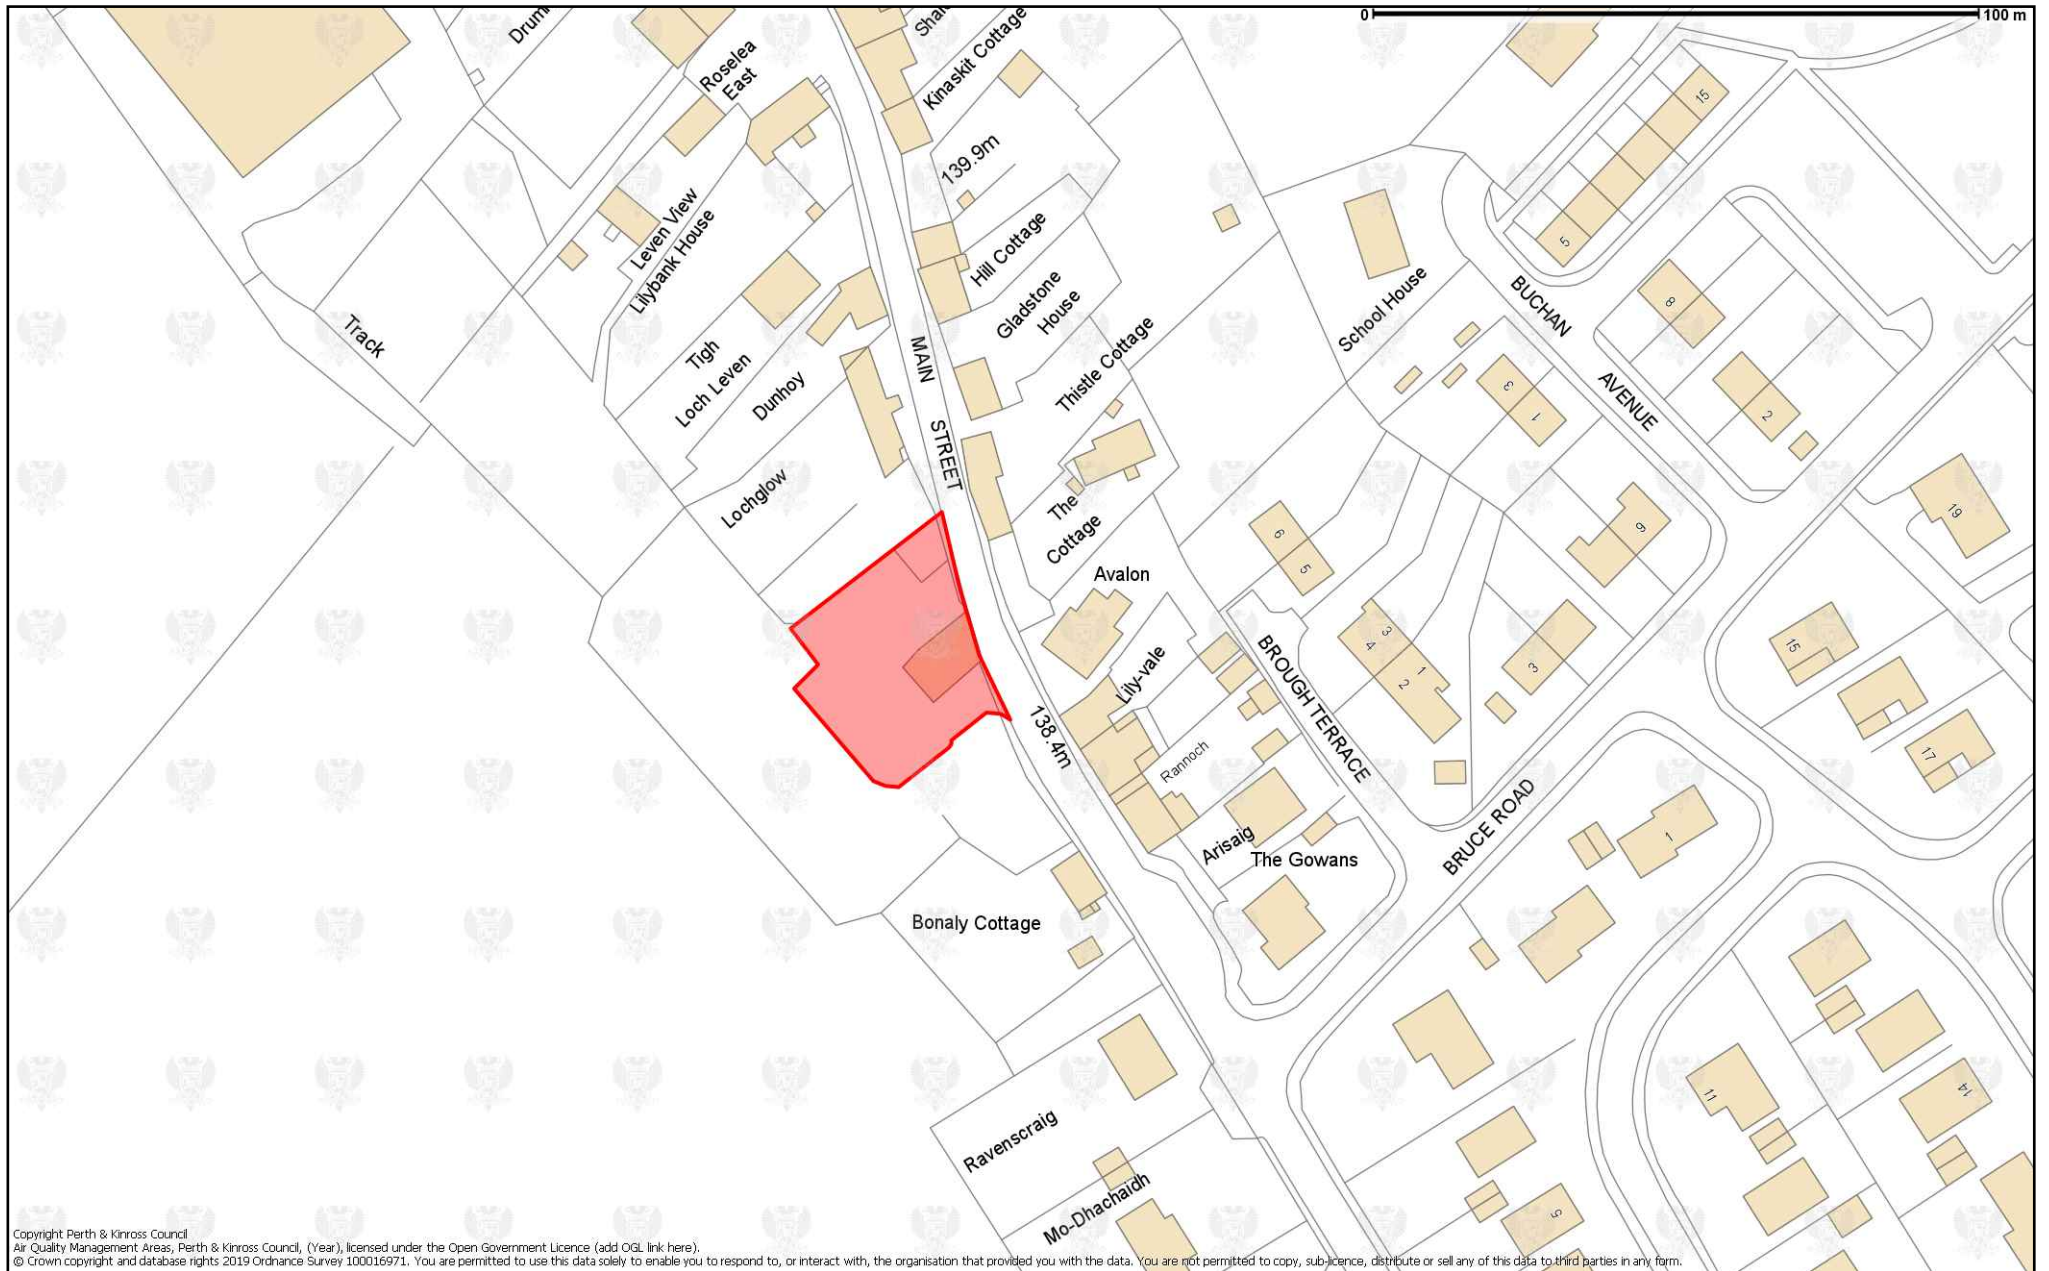 0 100 m
Roselea
East
Kinaskit Cottage
15
139.9m
5
Leven View
Lilybank House
Hill Cottage
Gladstone
House
School House
BUCHAN
AVENUE
8
Track
Tigh
Loch Leven
Dunhoy
MAIN
STREET
Thistle Cottage
3
1
2
Lochglow
The
Cottage
6
5
9
19
Avalon
Lily-vale
BROUGH TERRACE
3
4
1
2
3
15
138.4m
Rannoch
17
Arisaig
The Gowans
BRUCE ROAD
1
Bonaly Cottage
11
14
Ravenscraig
Mo-Dhachaidh
5
Copyright Perth & Kinross Council
Air Quality Management Areas, Perth & Kinross Council, (Year), licensed under the Open Government Licence (add OGL link here).
© Crown copyright and database rights 2019 Ordnance Survey 100016971. You are permitted to use this data solely to enable you to respond to, or interact with, the organisation that provided you with the data. You are not permitted to copy, sub-licence, distribute or sell any of this data to third parties in any form.